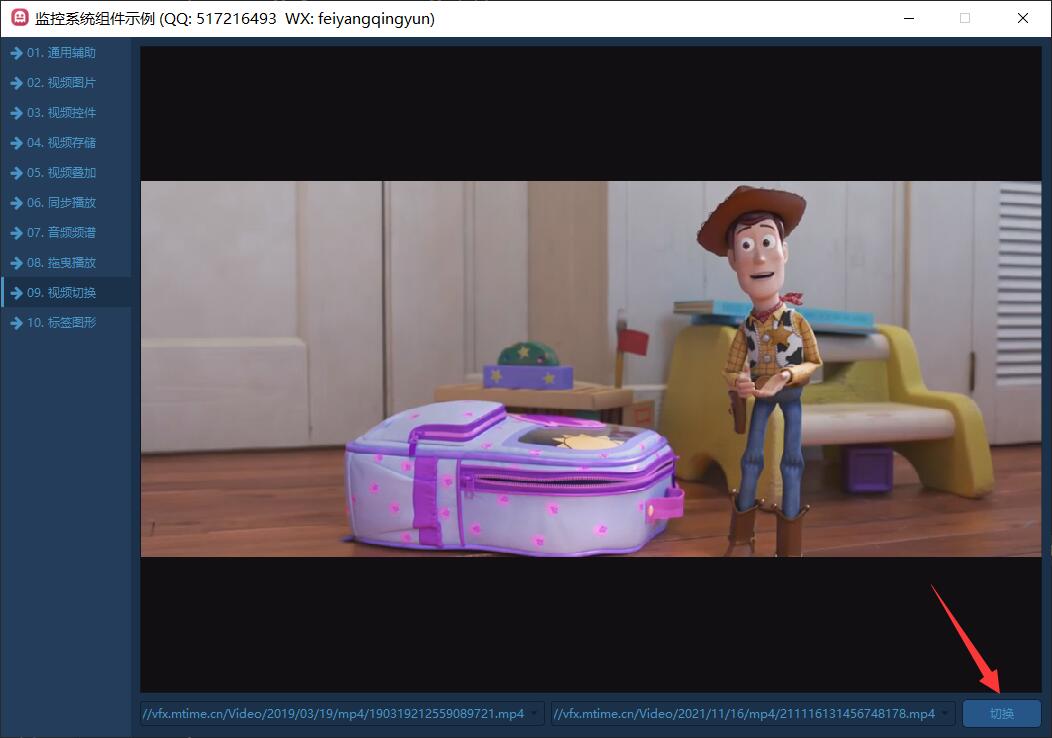 监控系统组件示例 (QQ: 517216493 WX: feiyangqingyun)
01. 通用辅助
02. 视频图片
03. 视频控件
04. 视频存储
05. 视频叠加
06. 同步播放
07. 音频频谱
08. 拖曳播放
09. 视频切换
10. 标签图形
//vfx.mtime.cn/Video/2019/03/19/mp4/190319212559089721.mp4
//vfx.mtime.cn/Video/2021/11/16/mp4/211116131456748178.mp4
切换